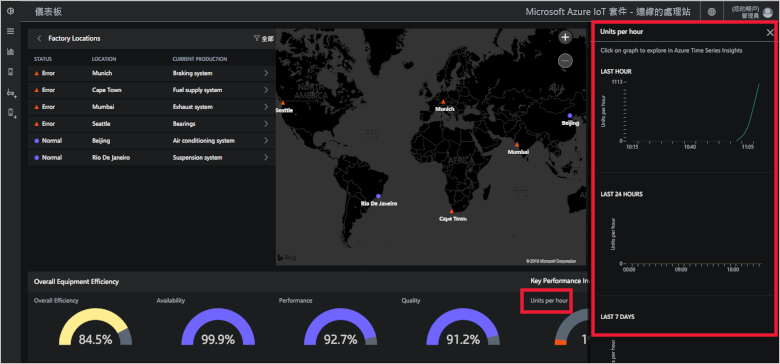 儀表板
Microsoft Azure IoT 套件 - 連線的處理站
(您的帳戶)
管理員
Factory Locations
全部
STATUS LOCATION CURRENT PRODUCTION
Error Munich Braking system
Error Cape Town Fuel supply system
Error Mumbai Exhaust system
Error Seattle Bearings
Normal Beijing Air conditioning system
Normal Rio De Janeiro Suspension system
NORTH
AMERICA
ASIA
AFRICA
Seattle
Munich
Beijing
Mumbai
Rio De Janeiro
Cape Town
Bing
© 2018 Microsoft Corporation
Overall Equipment Efficiency
Overall Efficiency
84.5%
Availability
99.9%
Performance
92.7%
Quality
91.2%
Key Performance In
Units per hour
Units per hour
Click on graph to explore in Azure Time Series Insights
LAST HOUR
1113
Units per hour
0
10:15 10:40 11:05
LAST 24 HOURS
Units per hour
0
00:00 09:00 18:00
LAST 7 DAYS